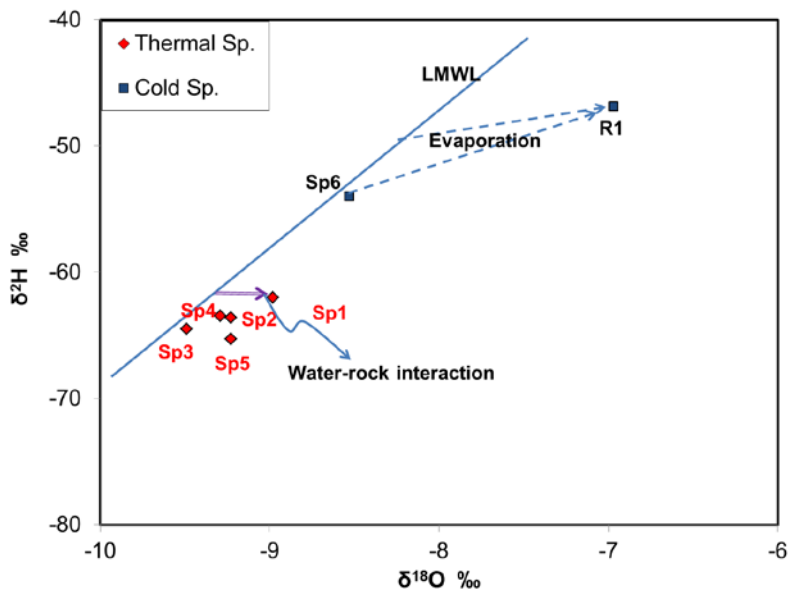 -40
Thermal Sp.
Cold Sp.
LMWL
R1
Evaporation
-50
Sp6
δ²H ‰
-60
Sp4
Sp2
Sp1
Sp3
Sp5
Water-rock interaction
-70
-80
-10
-9
-8
-7
-6
δ¹⁸O ‰